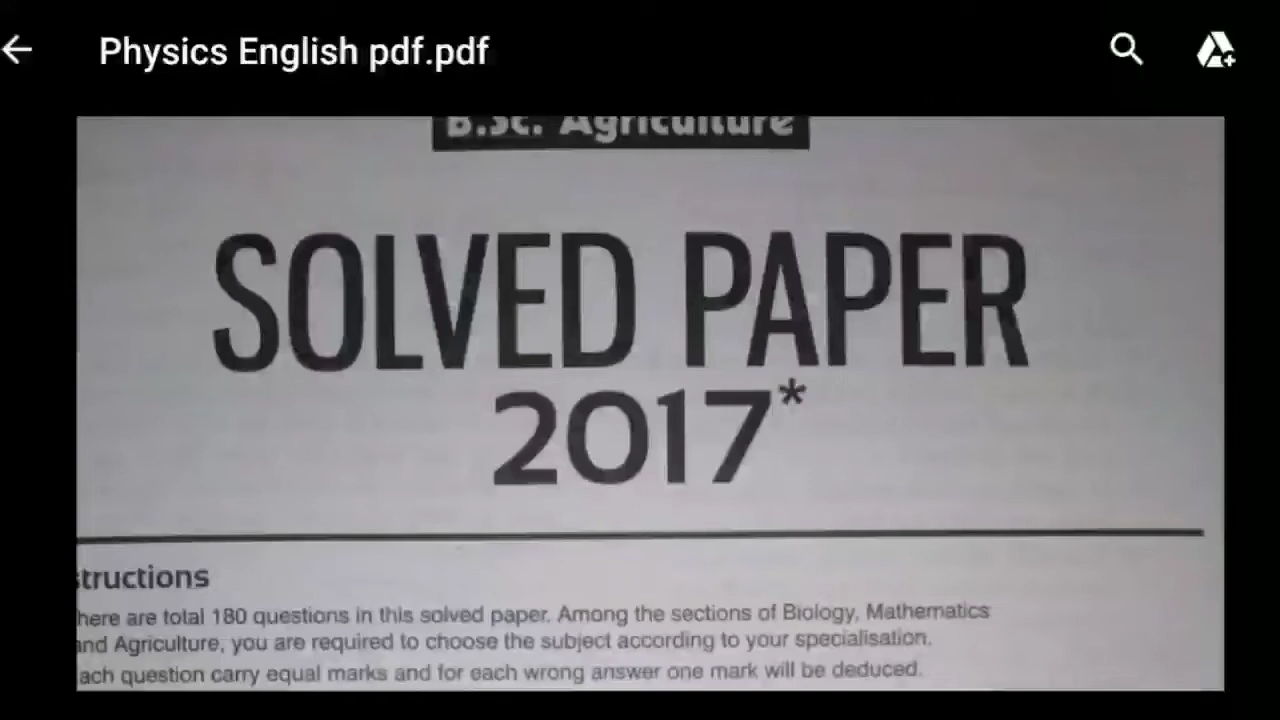 Physics English pdf.pdf
B.Sc. Agriculture
SOLVED PAPER
2017*
structions
here are total 180 questions in this solved paper. Among the sections of Biology, Mathematics
and Agriculture, you are required to choose the subject according to your specialisation.
ach question carry equal marks and for each wrong answer one mark will be deducted.